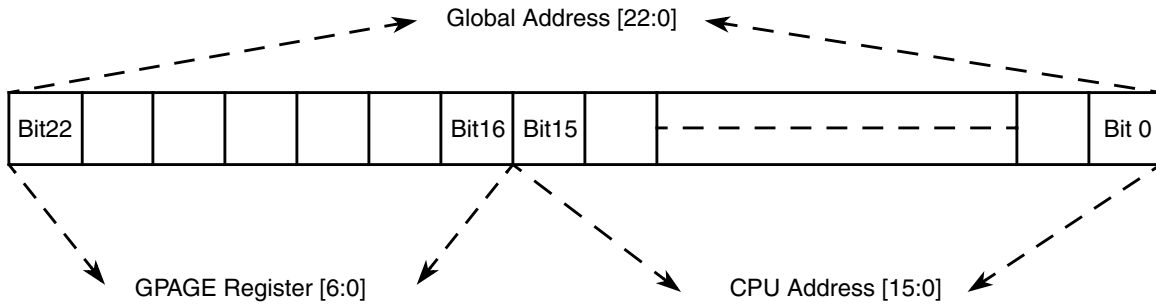 Global Address [22:0]
Bit22 Bit16 Bit15 Bit 0
GPAGE Register [6:0] CPU Address [15:0]